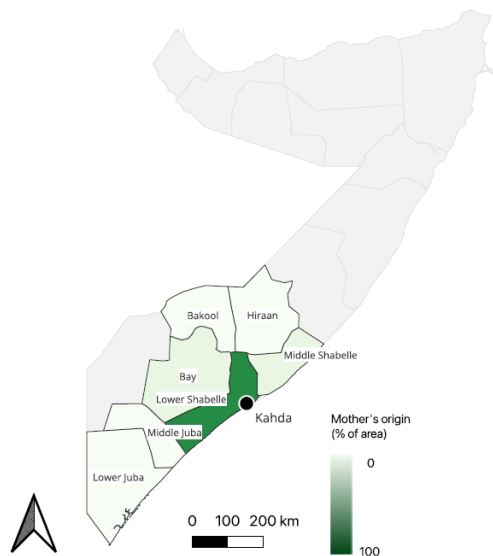 Bakool
Hiraan
Middle Shabelle
Bay
Lower Shabelle
Kahda
Middle Juba
Lower Juba
Mother's origin
(% of area)
0
100
0 100 200 km